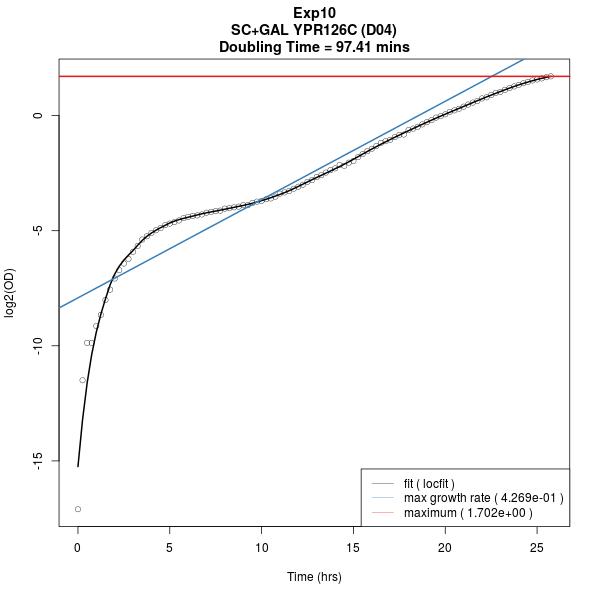 Exp10
SC+GAL YPR126C (D04)
Doubling Time = 97.41 mins
log2(OD)
0
-5
-10
-15
0 5 10 15 20 25
Time (hrs)
fit ( locfit )
max growth rate ( 4.269e-01 )
maximum ( 1.702e+00 )